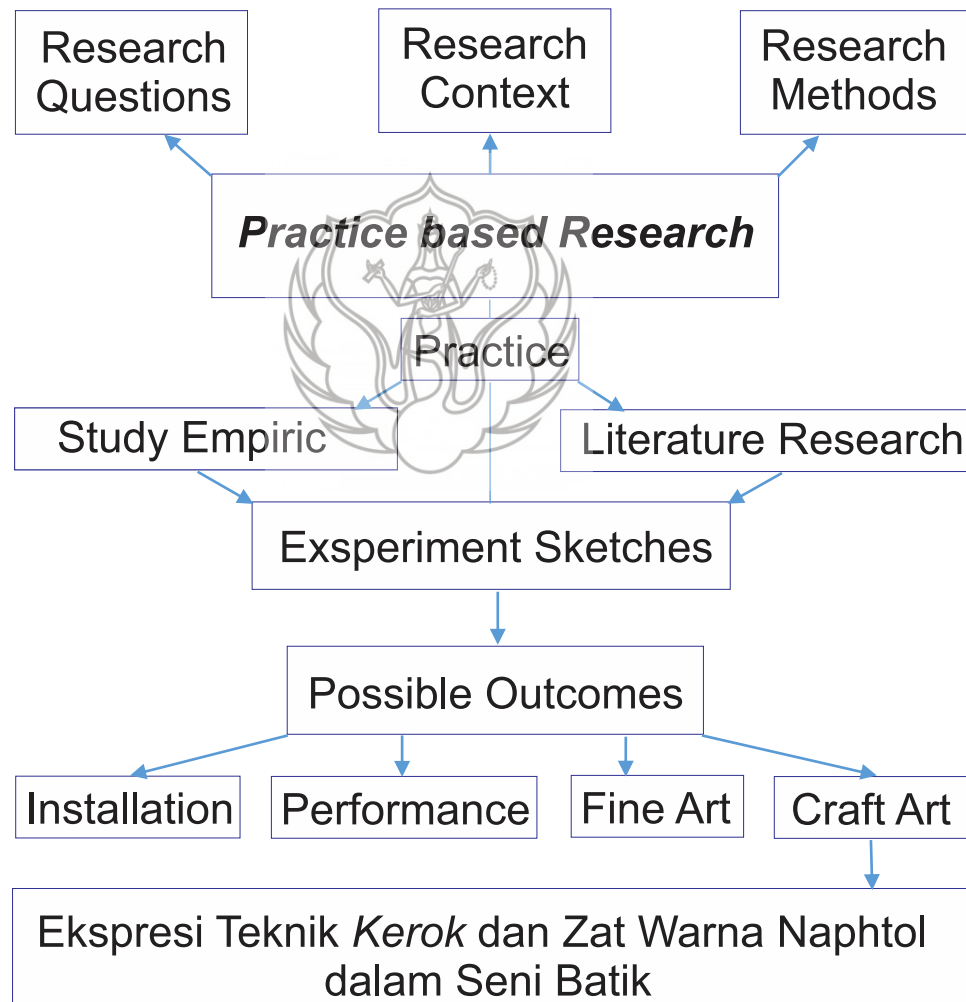 Research
Questions
Research
Context
Research
Methods
Practice based Research
Practice
Study Empiric
Literature Research
Exsperiment Sketches
Possible Outcomes
Installation
Performance
Fine Art
Craft Art
Ekspresi Teknik Kerok dan Zat Warna Naphtol
dalam Seni Batik